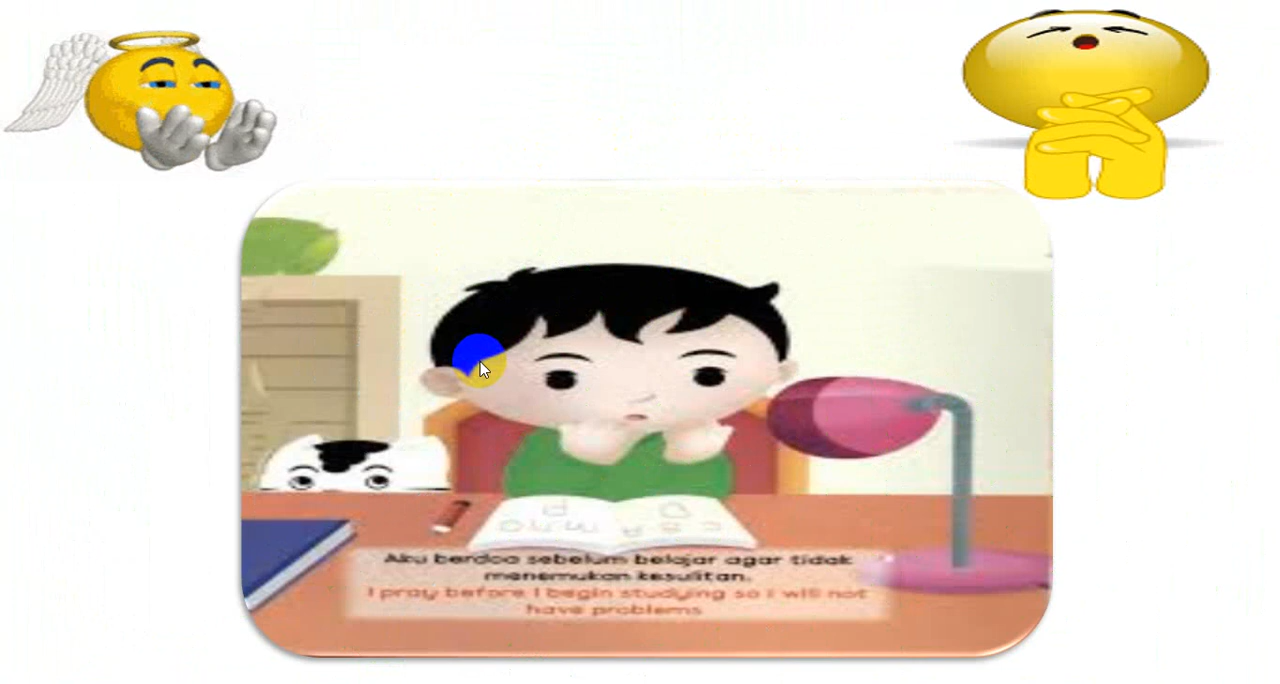 Aku berdoa sebelum belajar agar tidak
menemukan kesulitan.
I pray before I begin studying so I will not
have problems